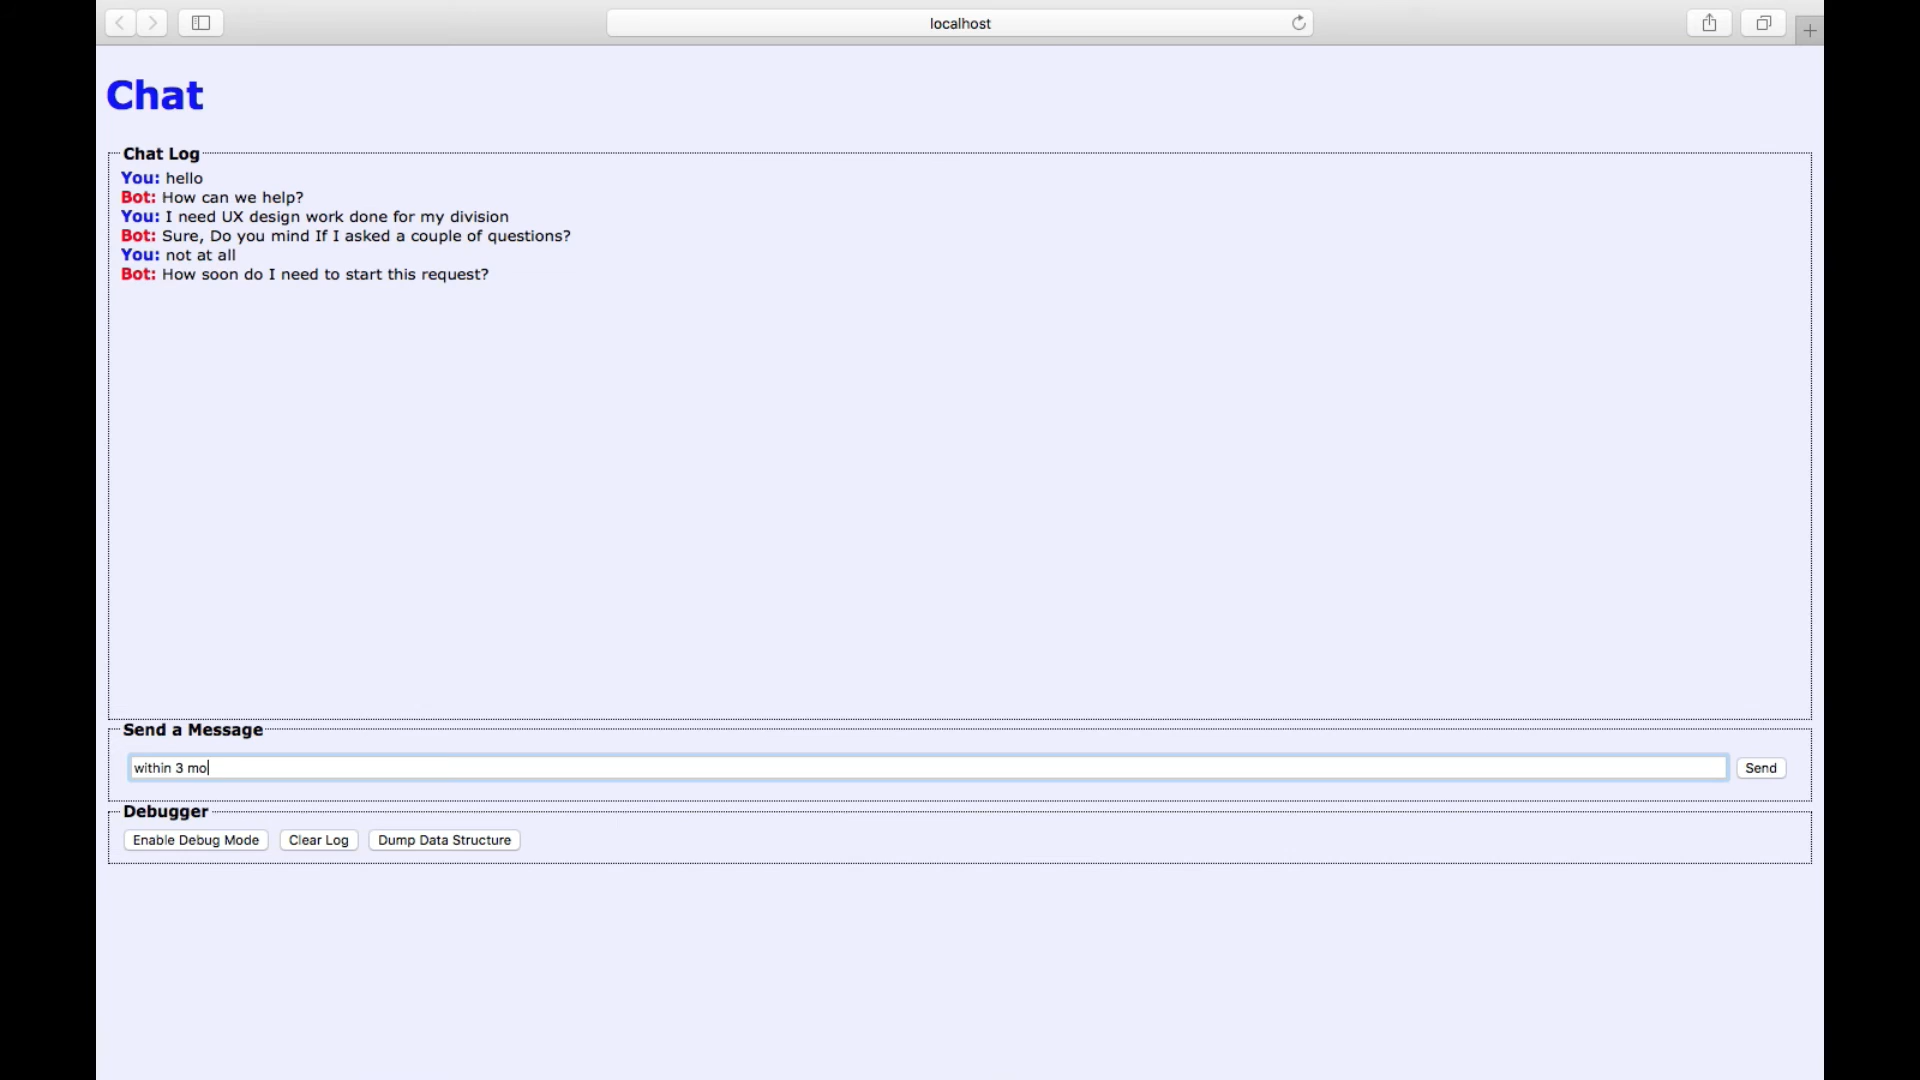 localhost
Chat
Chat Log
You: hello
Bot: How can we help?
You: I need UX design work done for my division
Bot: Sure, Do you mind If I asked a couple of questions?
You: not at all
Bot: How soon do I need to start this request?
Send a Message
within 3 mo
Send
Debugger
Enable Debug Mode Clear Log Dump Data Structure